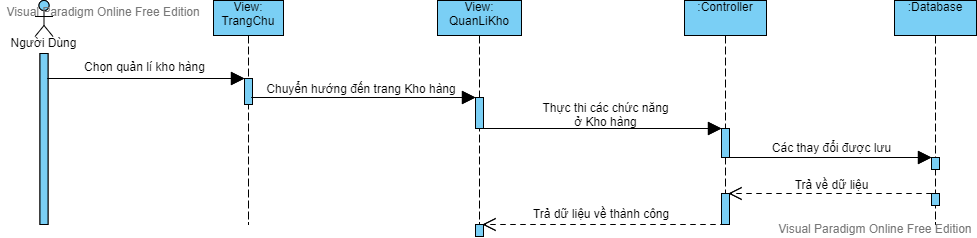 Visual Paradigm Online Free Edition
View:
TrangChu
View:
QuanLiKho
:Controller
:Database
Người Dùng
Chọn quản lí kho hàng
Chuyển hướng đến trang Kho hàng
Thực thi các chức năng
ở Kho hàng
Các thay đổi được lưu
Trả về dữ liệu
Trả dữ liệu về thành công
Visual Paradigm Online Free Edition